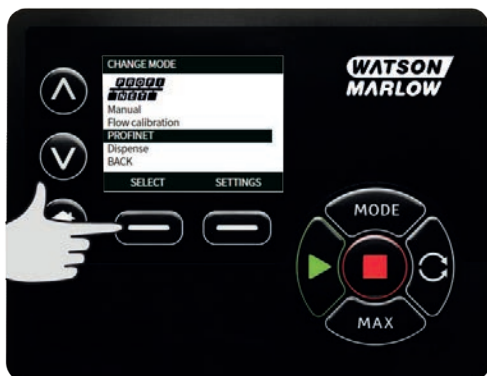 CHANGE MODE
PROFI
NET
Manual
Flow calibration
PROFINET
Dispense
BACK
SELECT SETTINGS
WATSON
MARLOW
MODE
MAX